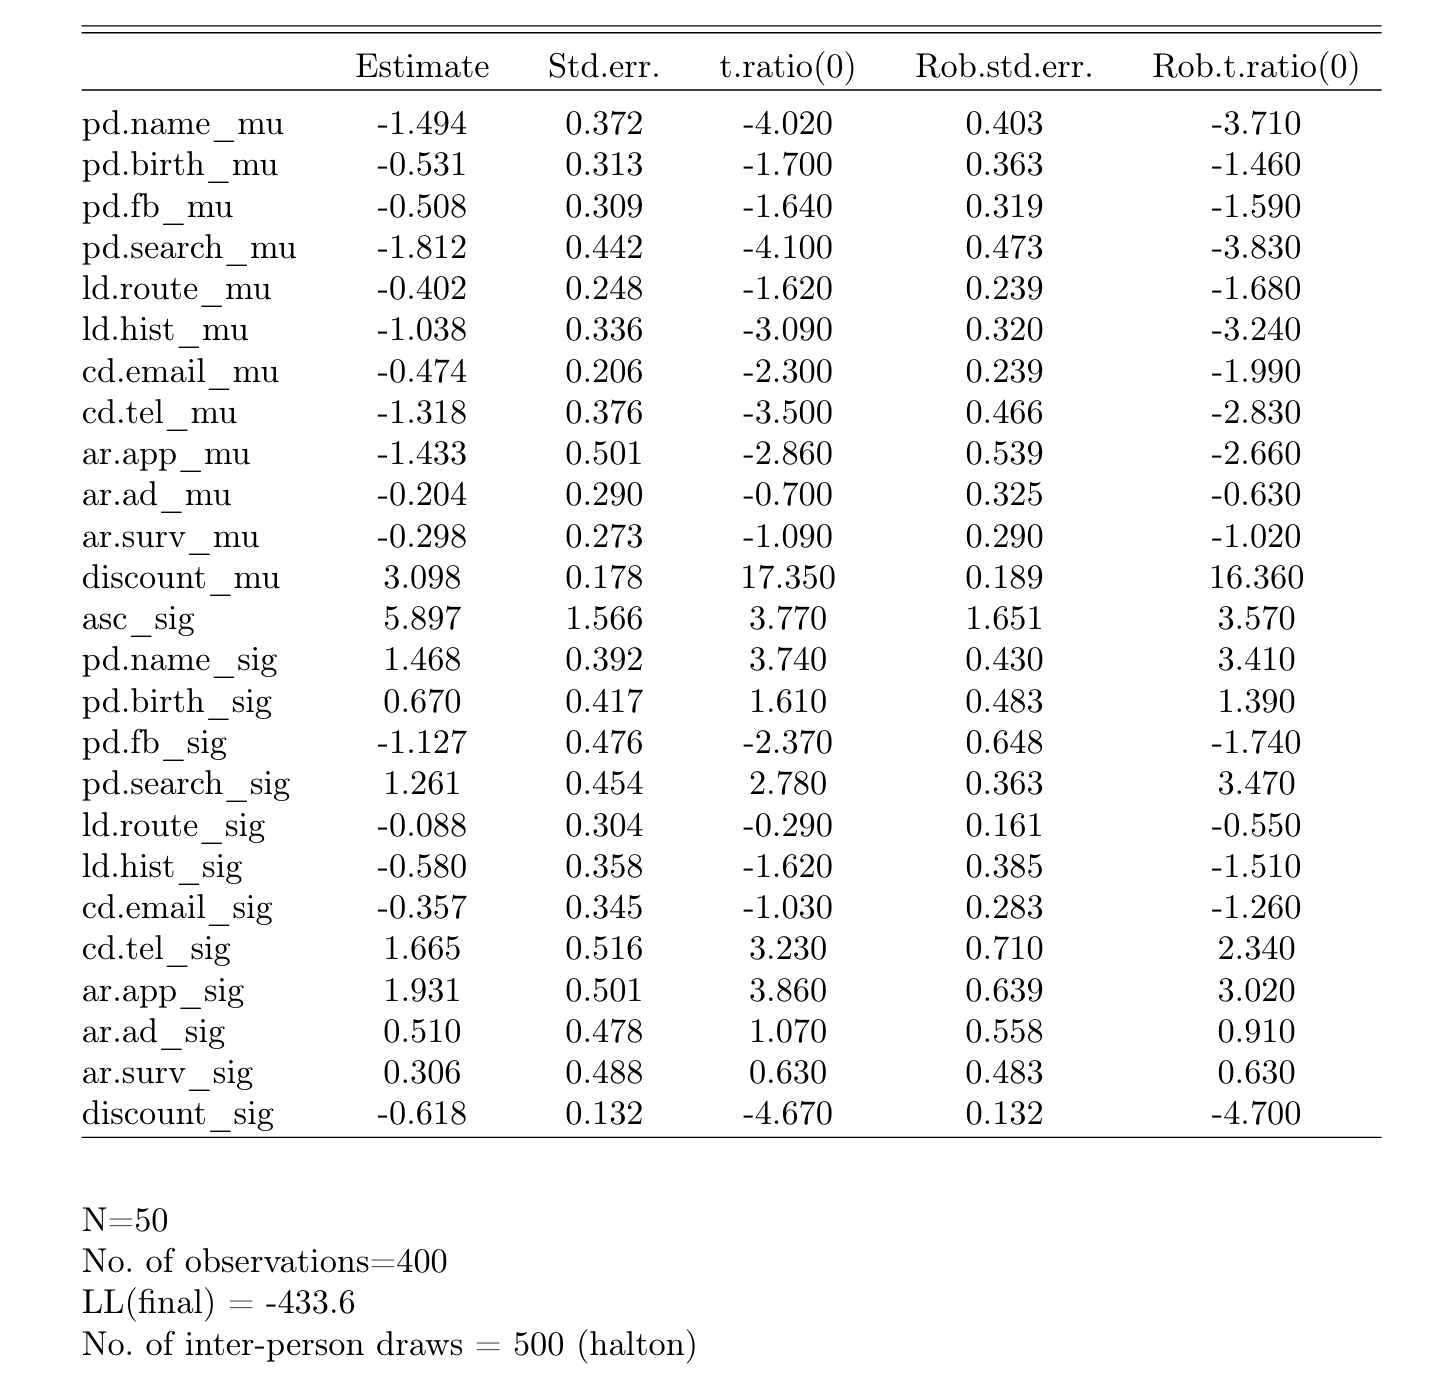 Estimate Std.err. t.ratio(0) Rob.std.err. Rob.t.ratio(0)
pd.name_mu -1.494 0.372 -4.020 0.403 -3.710
pd.birth_mu -0.531 0.313 -1.700 0.363 -1.460
pd.fb_mu -0.508 0.309 -1.640 0.319 -1.590
pd.search_mu -1.812 0.442 -4.100 0.473 -3.830
ld.route_mu -0.402 0.248 -1.620 0.239 -1.680
ld.hist_mu -1.038 0.336 -3.090 0.320 -3.240
cd.email_mu -0.474 0.206 -2.300 0.239 -1.990
cd.tel_mu -1.318 0.376 -3.500 0.466 -2.830
ar.app_mu -1.433 0.501 -2.860 0.539 -2.660
ar.ad_mu -0.204 0.290 -0.700 0.325 -0.630
ar.surv_mu -0.298 0.273 -1.090 0.290 -1.020
discount_mu 3.098 0.178 17.350 0.189 16.360
asc_sig 5.897 1.566 3.770 1.651 3.570
pd.name_sig 1.468 0.392 3.740 0.430 3.410
pd.birth_sig 0.670 0.417 1.610 0.483 1.390
pd.fb_sig -1.127 0.476 -2.370 0.648 -1.740
pd.search_sig 1.261 0.454 2.780 0.363 3.470
ld.route_sig -0.088 0.304 -0.290 0.161 -0.550
ld.hist_sig -0.580 0.358 -1.620 0.385 -1.510
cd.email_sig -0.357 0.345 -1.030 0.283 -1.260
cd.tel_sig 1.665 0.516 3.230 0.710 2.340
ar.app_sig 1.931 0.501 3.860 0.639 3.020
ar.ad_sig 0.510 0.478 1.070 0.558 0.910
ar.surv_sig 0.306 0.488 0.630 0.483 0.630
discount_sig -0.618 0.132 -4.670 0.132 -4.700
N=50
No. of observations=400
LL(final) = -433.6
No. of inter-person draws = 500 (halton)